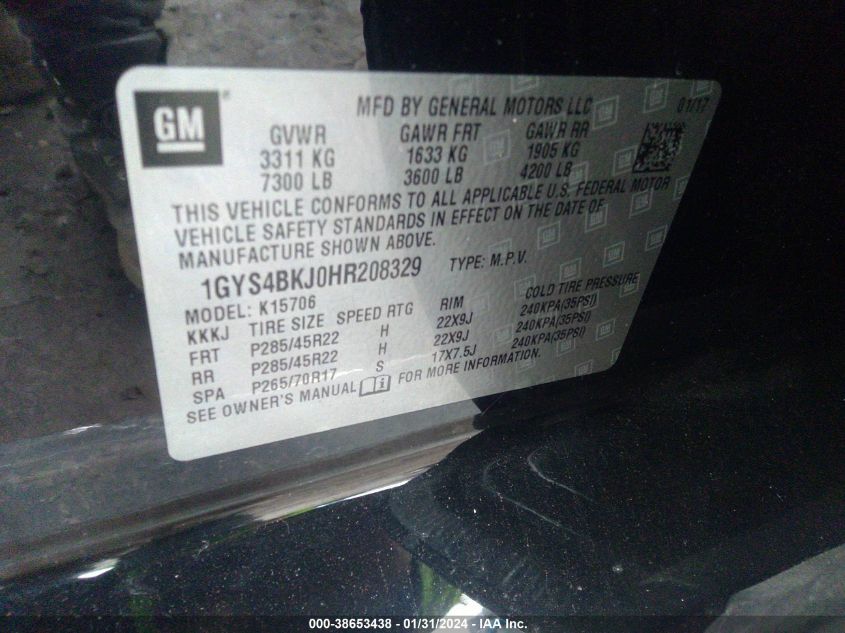 GM
MFD BY GENERAL MOTORS LLC 01/17
GVWR GAWR FRT GAWR RR
3311 KG 1633 KG 1905 KG
7300 LB 3600 LB 4200 LB
THIS VEHICLE CONFORMS TO ALL APPLICABLE U.S. FEDERAL MOTOR
VEHICLE SAFETY STANDARDS IN EFFECT ON THE DATE OF
MANUFACTURE SHOWN ABOVE.
1GYS4BKJ0HR208329 TYPE: M.P.V.
MODEL: K15706
KKKJ TIRE SIZE SPEED RTG RIM COLD TIRE PRESSURE
FRT P285/45R22 H 22X9J 240KPA(35PSI)
RR P285/45R22 H 22X9J 240KPA(35PSI)
SPA P265/70R17 S 17X7.5J 240KPA(35PSI)
SEE OWNER'S MANUAL FOR MORE INFORMATION.
000-38653438 - 01/31/2024 - IAA Inc.